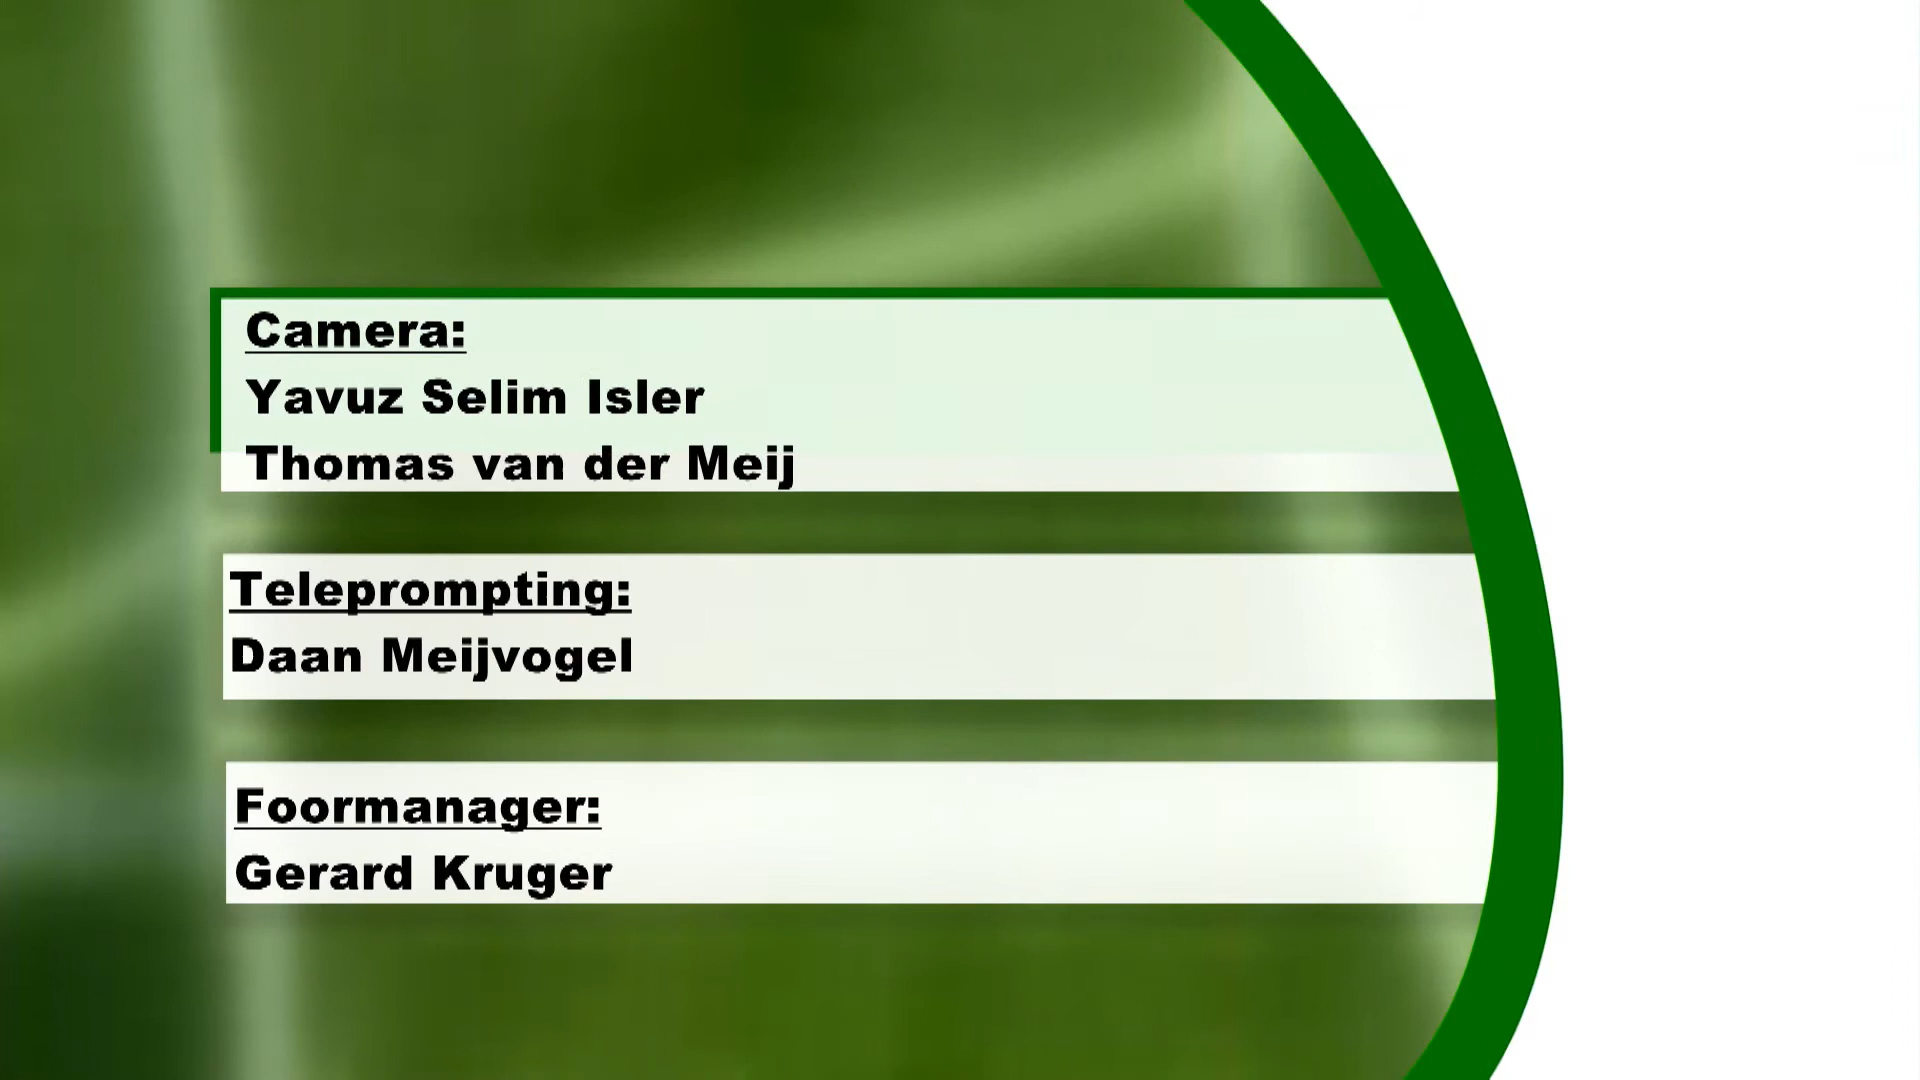 Camera:
Yavuz Selim Isler
Thomas van der Meij
Teleprompting:
Daan Meijvogel
Foormanager:
Gerard Kruger